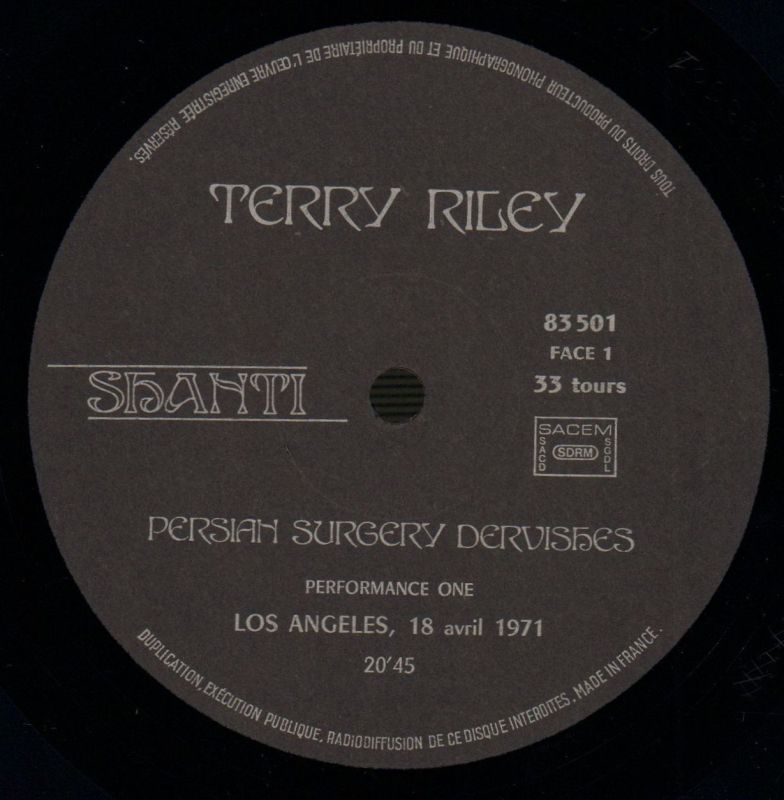 TOUS DROITS DU PRODUCTEUR PHONOGRAPHIQUE ET DU PROPRIÉTAIRE DE L'ŒUVRE ENREGISTRÉE RÉSERVÉS.
TERRY RILEY
83 501
FACE 1
33 tours
SHANTI
SACEM
SACD
SDRM
SGDL
PERSIAN SURGERY DERVISHES
PERFORMANCE ONE
LOS ANGELES, 18 avril 1971
20'45
DUPLICATION, EXÉCUTION PUBLIQUE, RADIODIFFUSION DE CE DISQUE INTERDITES. MADE IN FRANCE.